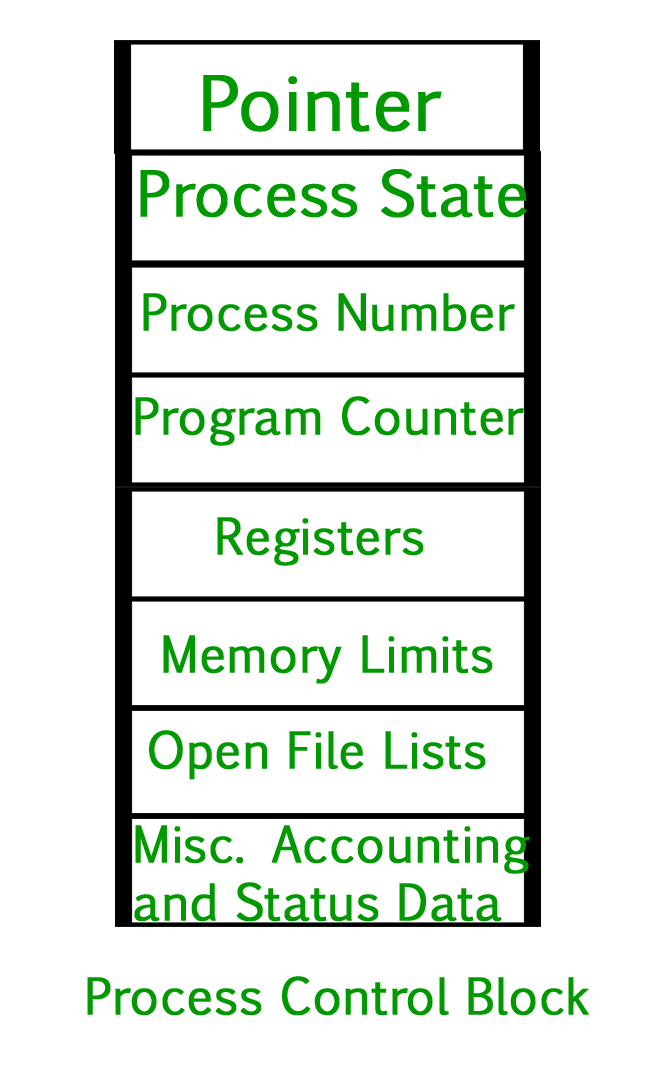 Pointer
Process State
Process Number
Program Counter
Registers
Memory Limits
Open File Lists
Misc. Accounting
and Status Data
Process Control Block